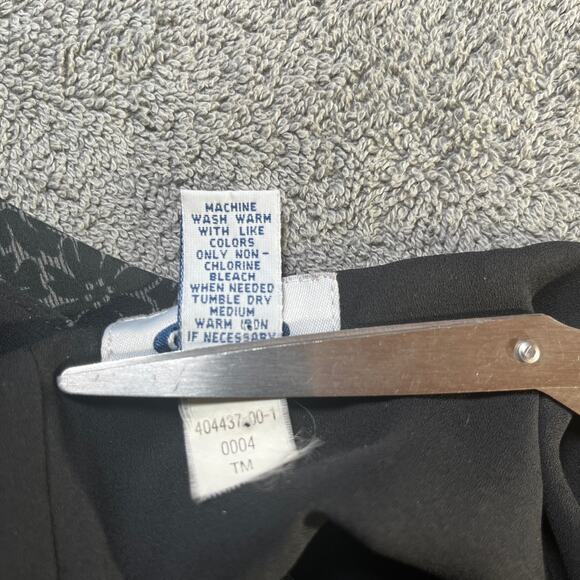 MACHINE
WASH WARM
WITH LIKE
COLORS
ONLY NON-
CHLORINE
BLEACH
WHEN NEEDED
TUMBLE DRY
MEDIUM
WARM IRON
IF NECESSARY
404437-00-1
0004
TM